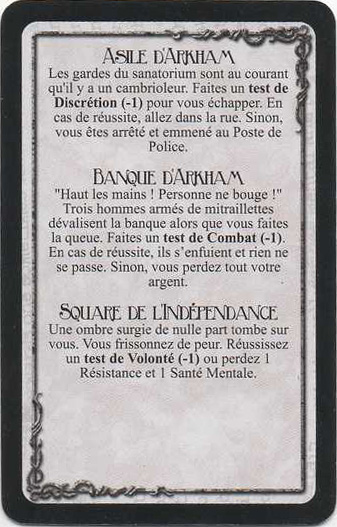 ASILE D'ARKHAM
Les gardes du sanatorium sont au courant
qu'il y a un cambrioleur. Faites un test de
Discrétion (-1) pour vous échapper. En
cas de réussite, allez dans la rue. Sinon,
vous êtes arrêté et emmené au Poste de
Police.
BANQUE D'ARKHAM
"Haut les mains ! Personne ne bouge !"
Trois hommes armés de mitraillettes
dévalisent la banque alors que vous faites
la queue. Faites un test de Combat (-1).
En cas de réussite, ils s'enfuient et rien ne
se passe. Sinon, vous perdez tout votre
argent.
SQUARE DE L'INDÉPENDANCE
Une ombre surgie de nulle part tombe sur
vous. Vous frissonnez de peur. Réussissez
un test de Volonté (-1) ou perdez 1
Résistance et 1 Santé Mentale.